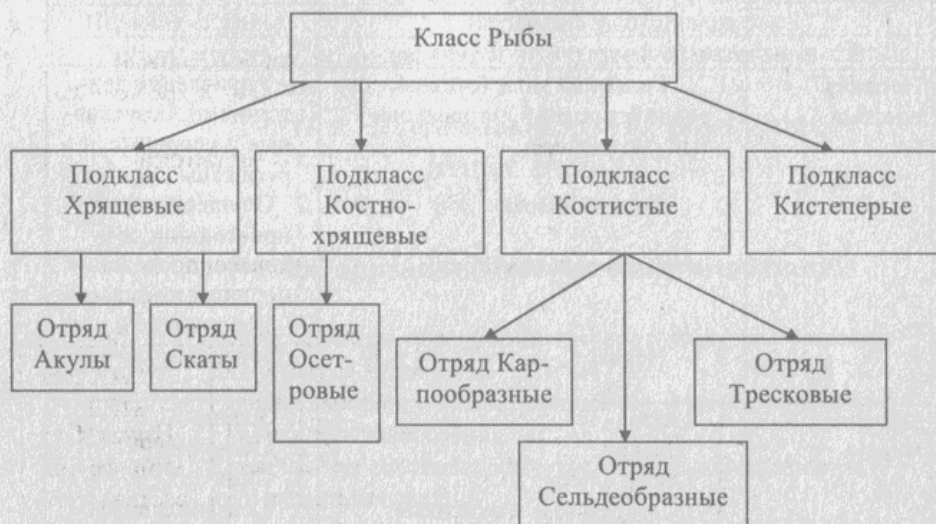 Класс Рыбы
Подкласс
Хрящевые
Подкласс
Костно-
хрящевые
Подкласс
Костистые
Подкласс
Кистеперые
Отряд
Акулы
Отряд
Скаты
Отряд
Осет-
ровые
Отряд Кар-
пообразные
Отряд
Тресковые
Отряд
Сельдеобразные